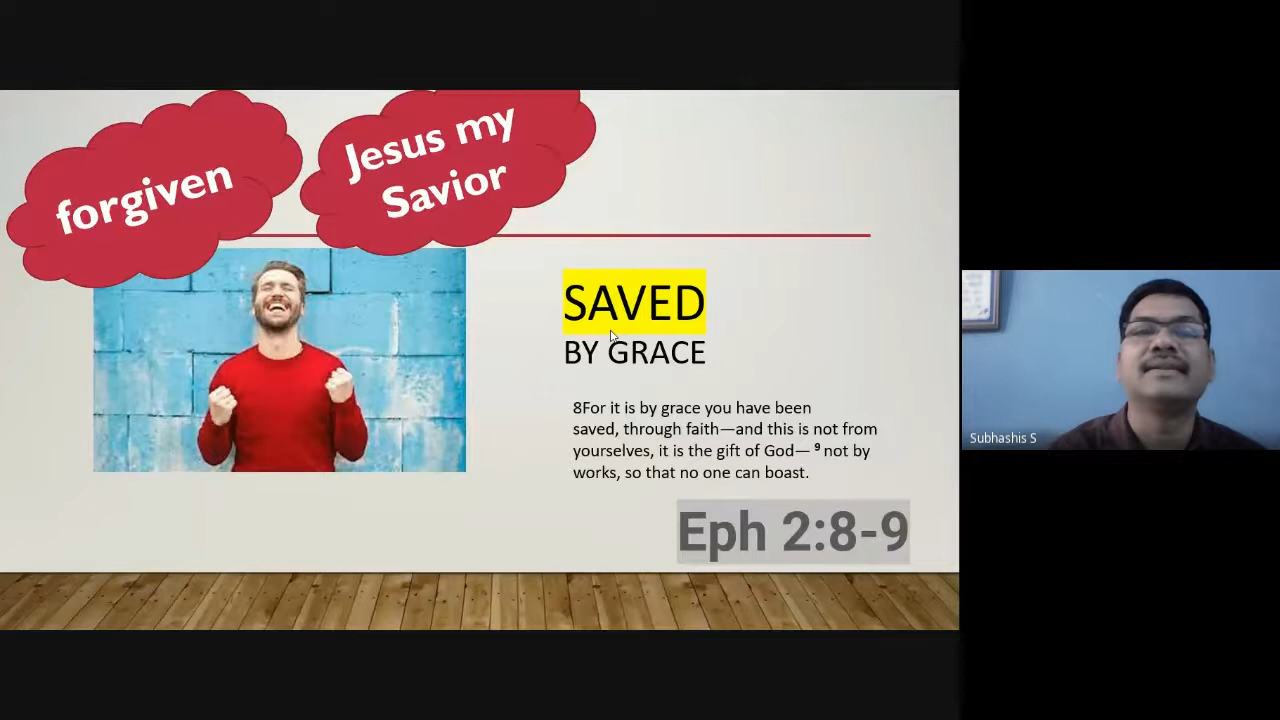 forgiven
Jesus my
Savior
SAVED
BY GRACE
8For it is by grace you have been
saved, through faith—and this is not from
yourselves, it is the gift of God— 9 not by
works, so that no one can boast.
Eph 2:8-9
Subhashis S